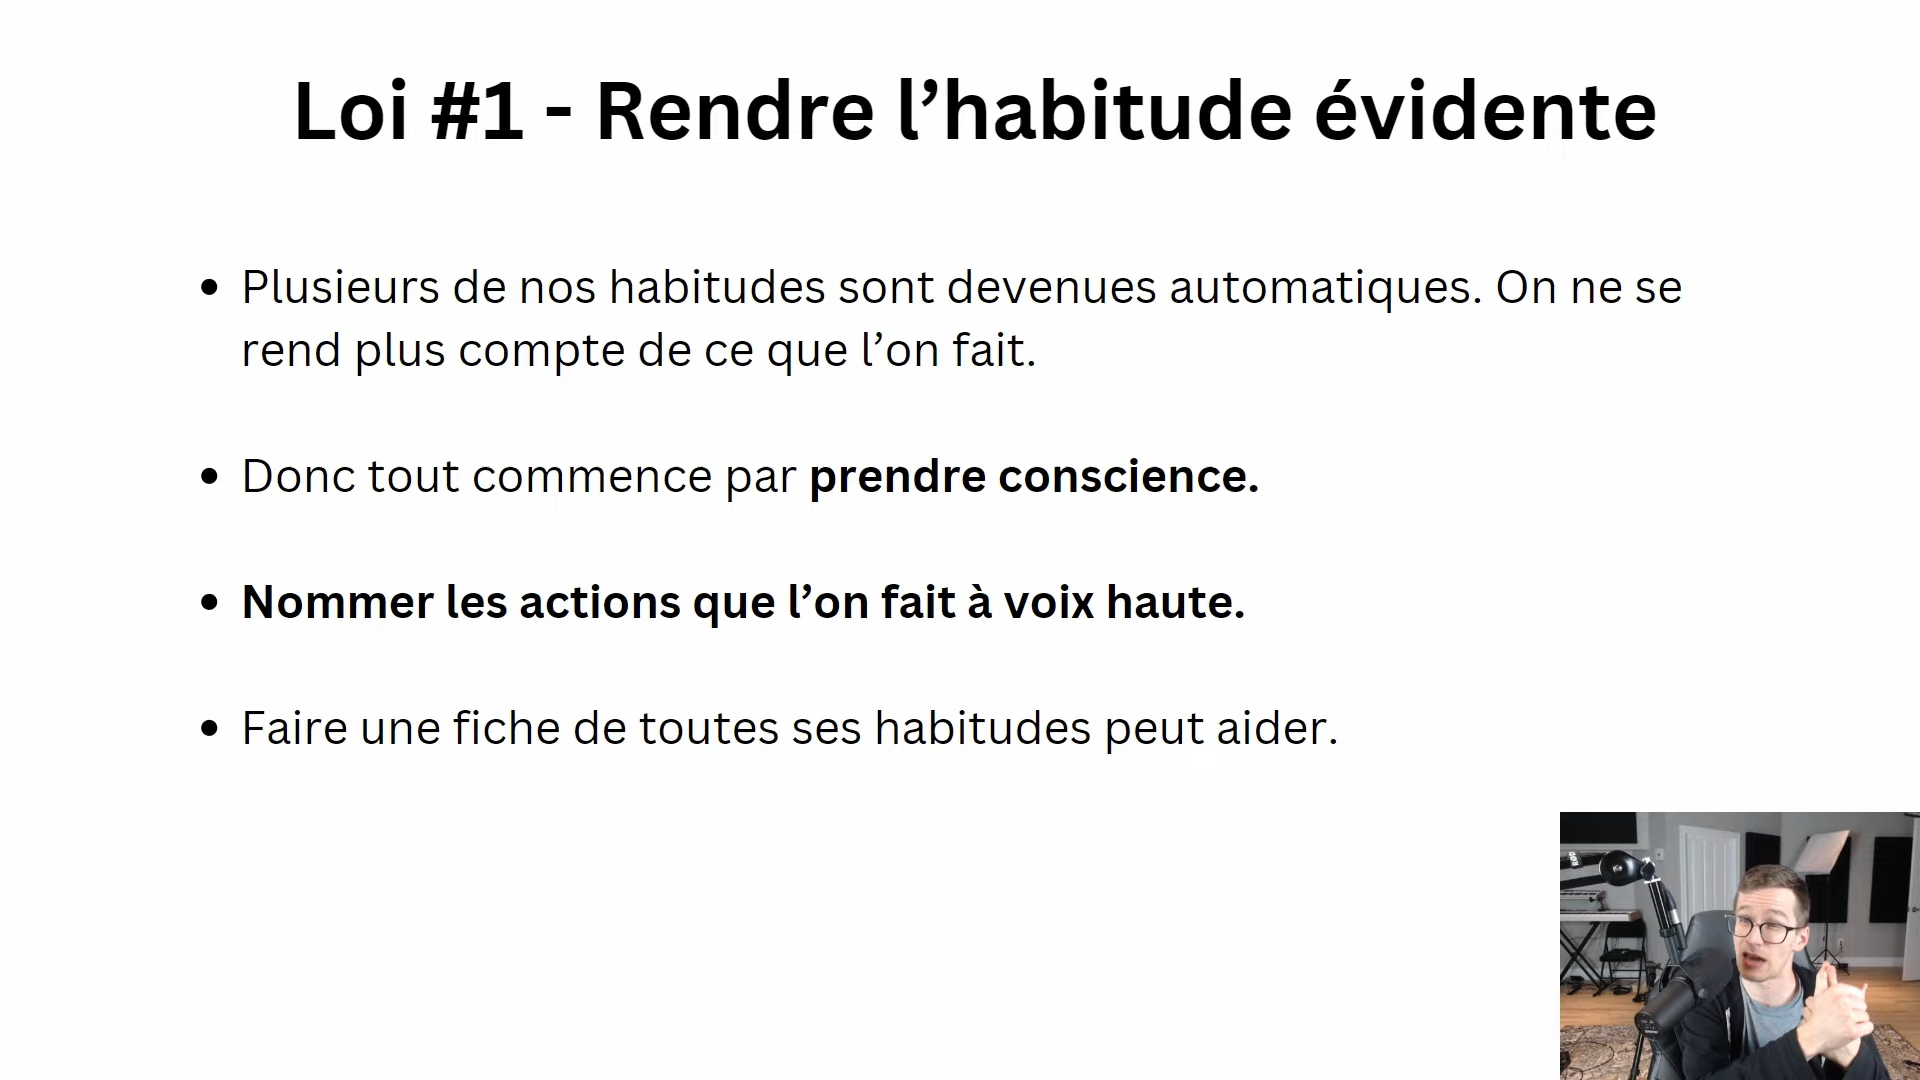 Loi #1 - Rendre l’habitude évidente
• Plusieurs de nos habitudes sont devenues automatiques. On ne se
rend plus compte de ce que l’on fait.
• Donc tout commence par prendre conscience.
• Nommer les actions que l’on fait à voix haute.
• Faire une fiche de toutes ses habitudes peut aider.